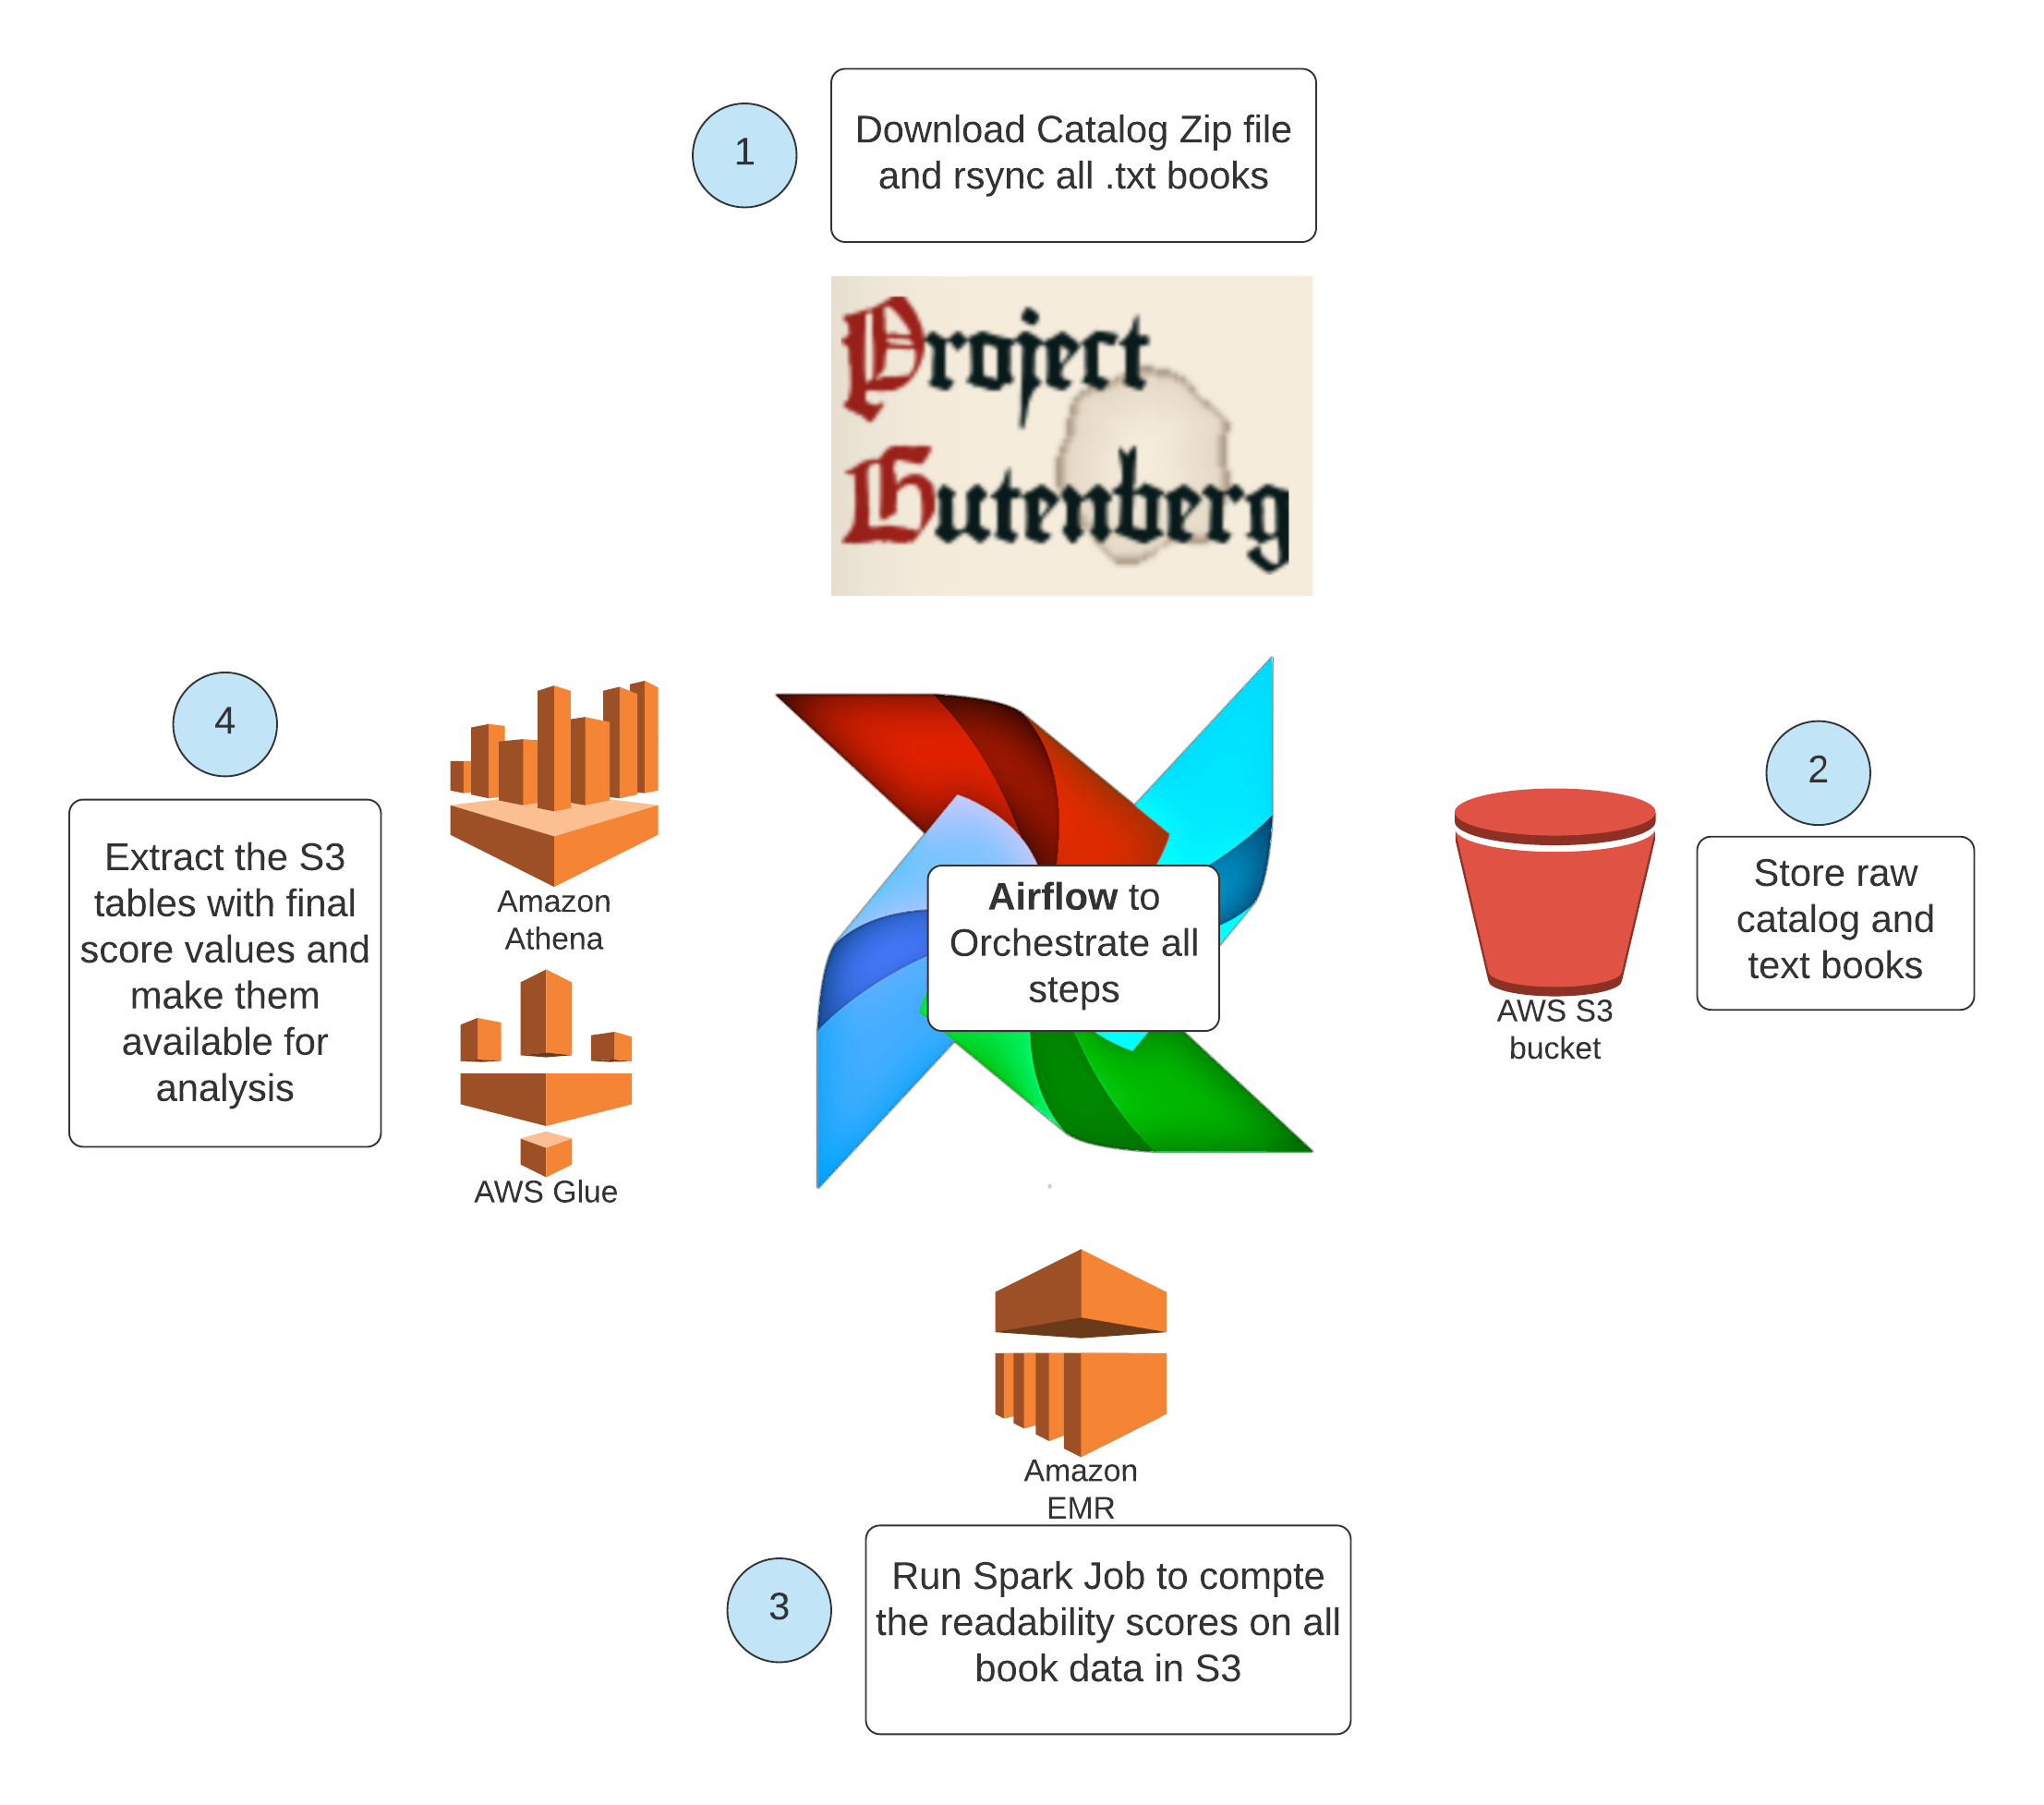 1
Download Catalog Zip file
and rsync all .txt books
Project
Gutenberg
4
Extract the S3
tables with final
score values and
make them
available for
analysis
Amazon
Athena
AWS Glue
Airflow to
Orchestrate all
steps
2
Store raw
catalog and
text books
AWS S3
bucket
Amazon
EMR
3
Run Spark Job to compte
the readability scores on all
book data in S3